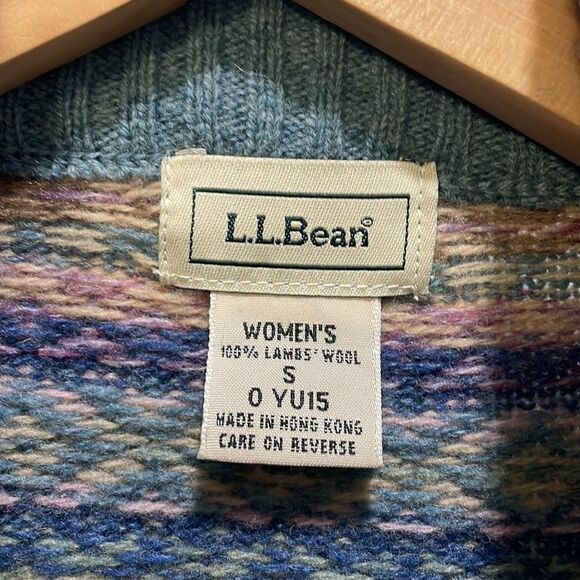 L.L.Bean®
WOMEN'S
100% LAMBS' WOOL
S
0 YU15
MADE IN HONG KONG
CARE ON REVERSE